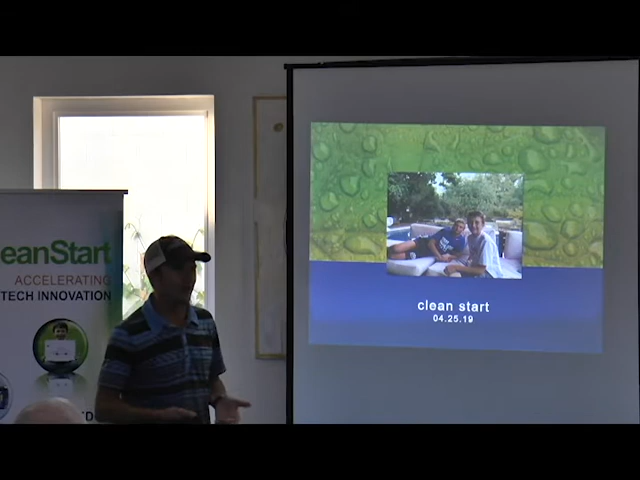 eanStart
ACCELERATING
TECH INNOVATION
clean start
04.25.19